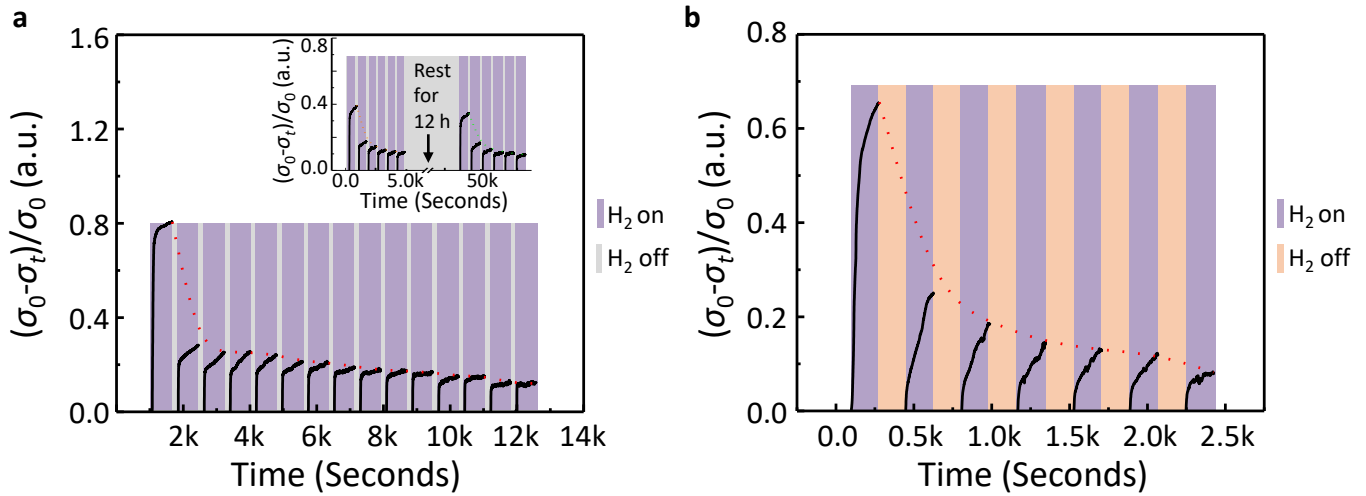 a
(σ₀-σₜ)/σ₀ (a.u.)
1.6
1.2
0.8
0.4
0.0
2k 4k 6k 8k 10k 12k 14k
Time (Seconds)
(σ₀-σₜ)/σ₀ (a.u.)
0.8
0.4
0.0
Rest
for
12 h
0.0 5.0k 50k
Time (Seconds)
H₂ on
H₂ off
b
(σ₀-σₜ)/σ₀ (a.u.)
0.8
0.6
0.4
0.2
0.0
0.0 0.5k 1.0k 1.5k 2.0k 2.5k
Time (Seconds)
H₂ on
H₂ off